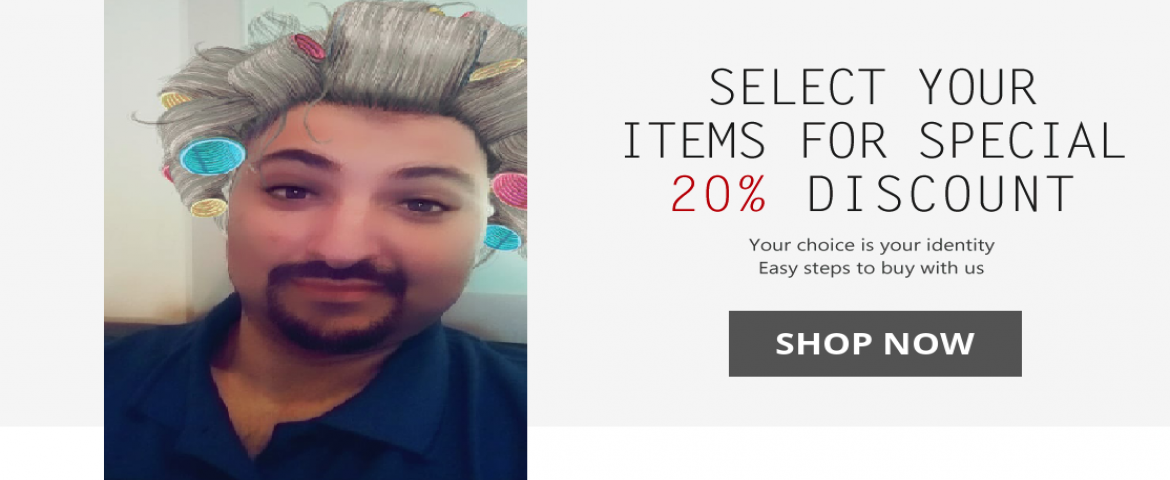 SELECT YOUR
ITEMS FOR SPECIAL
20% DISCOUNT
Your choice is your identity
Easy steps to buy with us
SHOP NOW